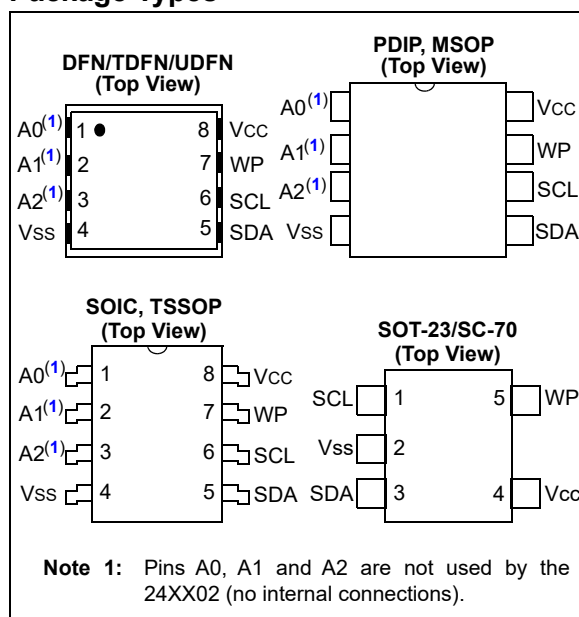 DFN/TDFN/UDFN
(Top View)
A0(1) 1 8 VCC
A1(1) 2 7 WP
A2(1) 3 6 SCL
VSS 4 5 SDA
PDIP, MSOP
(Top View)
A0(1) VCC
A1(1) WP
A2(1) SCL
VSS SDA
SOIC, TSSOP
(Top View)
A0(1) 1 8 VCC
A1(1) 2 7 WP
A2(1) 3 6 SCL
VSS 4 5 SDA
SOT-23/SC-70
(Top View)
SCL 1 5 WP
Vss 2
SDA 3 4 Vcc
Note 1: Pins A0, A1 and A2 are not used by the
24XX02 (no internal connections).